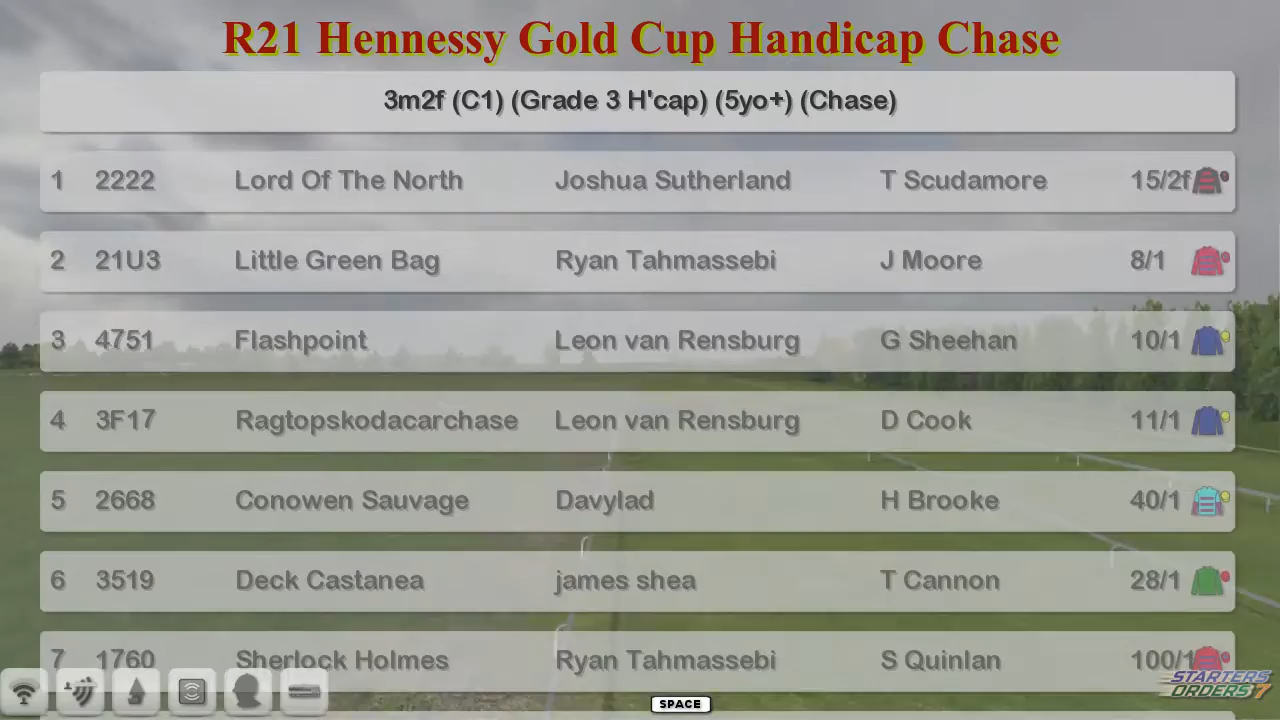 R21 Hennessy Gold Cup Handicap Chase
3m2f (C1) (Grade 3 H'cap) (5yo+) (Chase)
1 2222 Lord Of The North Joshua Sutherland T Scudamore 15/2f
2 21U3 Little Green Bag Ryan Tahmassebi J Moore 8/1
3 4751 Flashpoint Leon van Rensburg G Sheehan 10/1
4 3F17 Ragtopskodacarchase Leon van Rensburg D Cook 11/1
5 2668 Conowen Sauvage Davylad H Brooke 40/1
6 3519 Deck Castanea james shea T Cannon 28/1
7 1760 Sherlock Holmes Ryan Tahmassebi S Quinlan 100/1
STARTERS
ORDERS 7
SPACE